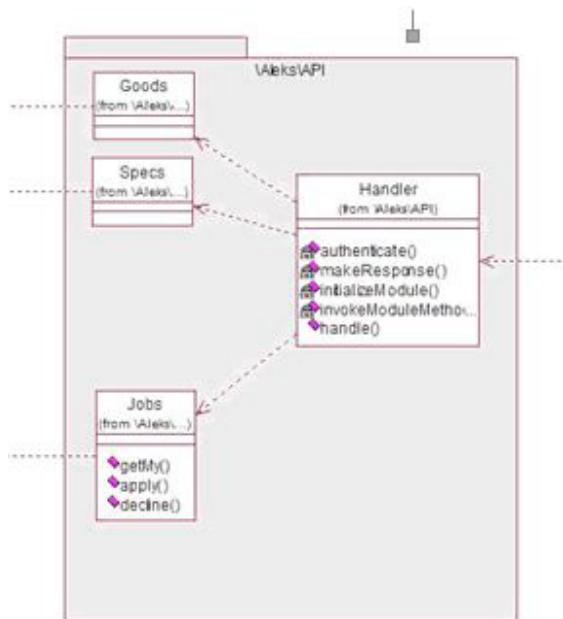 \Aleks\API
Goods
(from \Aleks\...)
Specs
(from \Aleks\...)
Handler
(from \Aleks\API)
authenticate()
makeResponse()
initializeModule()
invokeModuleMetho...
handle()
Jobs
(from \Aleks\...)
getMy()
apply()
decline()